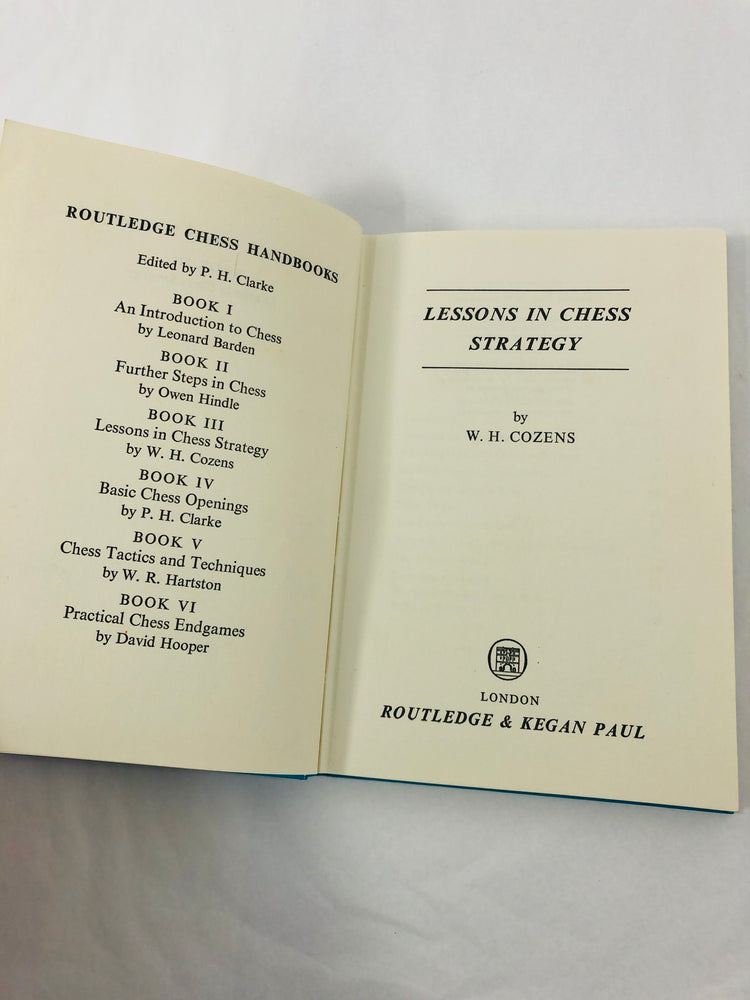 ROUTLEDGE CHESS HANDBOOKS
Edited by P. H. Clarke
BOOK I
An Introduction to Chess
by Leonard Barden
BOOK II
Further Steps in Chess
by Owen Hindle
BOOK III
Lessons in Chess Strategy
by W. H. Cozens
BOOK IV
Basic Chess Openings
by P. H. Clarke
BOOK V
Chess Tactics and Techniques
by W. R. Hartston
BOOK VI
Practical Chess Endgames
by David Hooper
LESSONS IN CHESS
STRATEGY
by
W. H. COZENS
LONDON
ROUTLEDGE & KEGAN PAUL